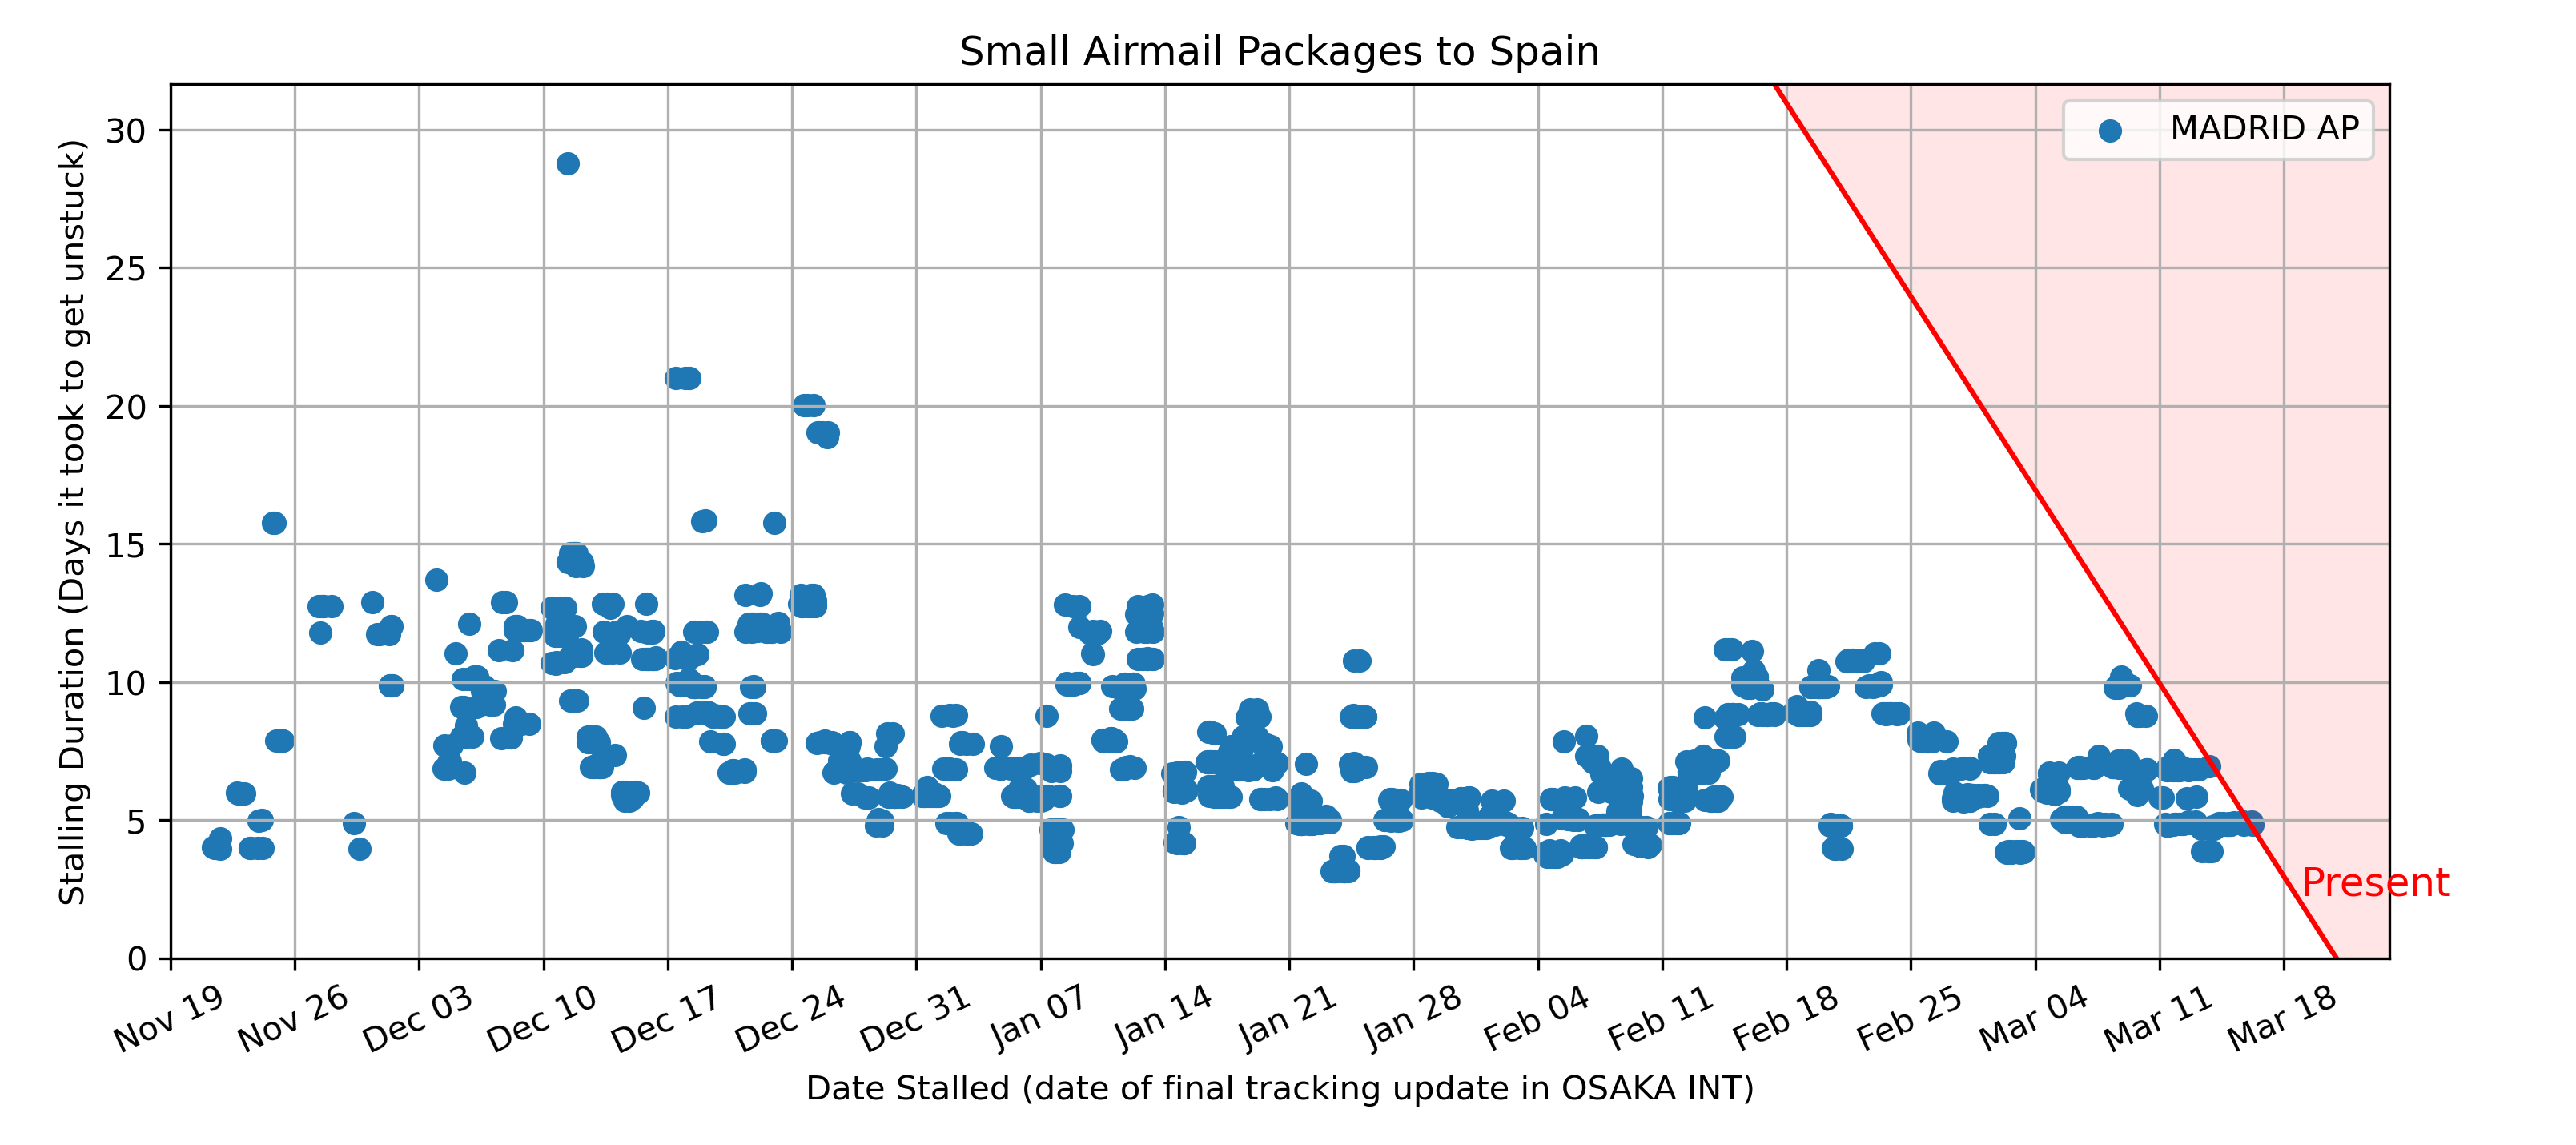 Small Airmail Packages to Spain
MADRID AP
30
25
20
15
10
5
0
Stalling Duration (Days it took to get unstuck)
Present
Nov 19
Nov 26
Dec 03
Dec 10
Dec 17
Dec 24
Dec 31
Jan 07
Jan 14
Jan 21
Jan 28
Feb 04
Feb 11
Feb 18
Feb 25
Mar 04
Mar 11
Mar 18
Date Stalled (date of final tracking update in OSAKA INT)